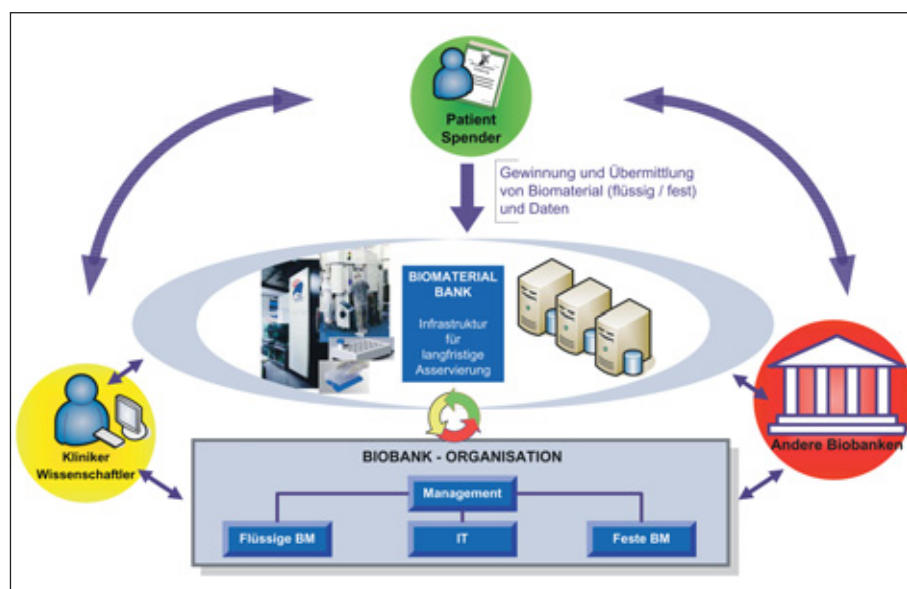 Patient
Spender
Gewinnung und Übermittlung
von Biomaterial (flüssig / fest)
und Daten
BIOMATERIAL
BANK
Infrastruktur
für
langfristige
Asservierung
Kliniker
Wissenschaftler
Andere Biobanken
BIOBANK - ORGANISATION
Management
Flüssige BM
IT
Feste BM